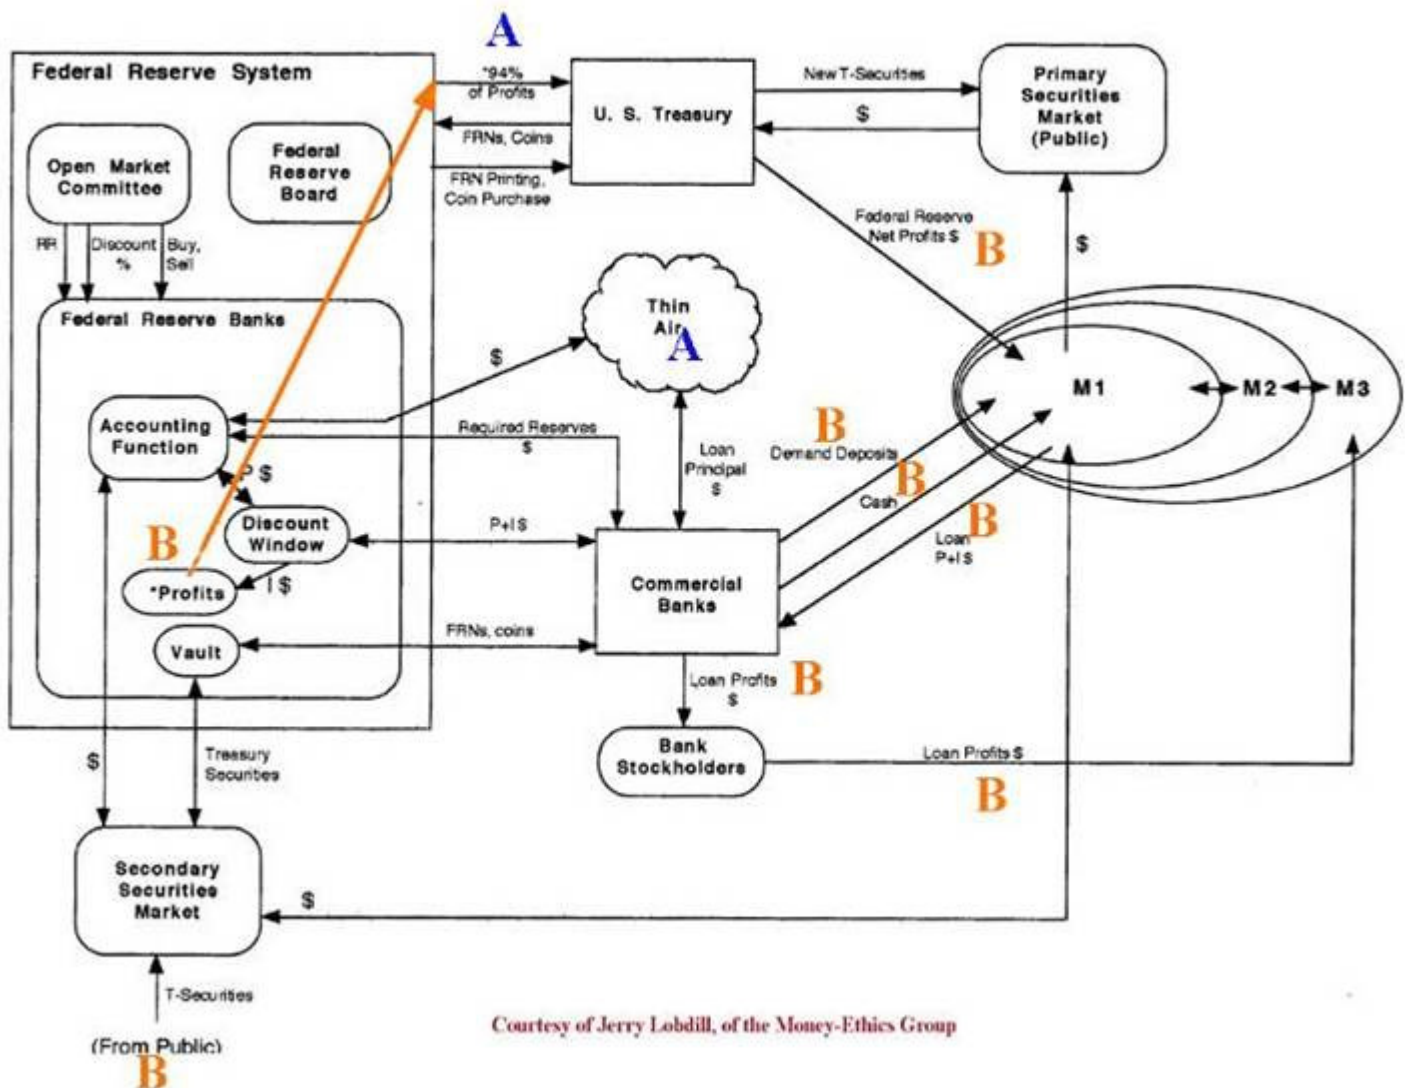 A
Federal Reserve System
*94%
of Profits
U. S. Treasury
New T-Securities
$
Primary
Securities
Market
(Public)
FRNs, Coins
FRN Printing,
Coin Purchase
Open Market
Committee
Federal
Reserve
Board
RR
Discount
%
Buy,
Sell
Federal Reserve
Net Profits $
B
$
Federal Reserve Banks
Thin
Air
A
$
M1
M2
M3
Accounting
Function
Required Reserves
$
Loan
Principal
$
B
Demand Deposits
B
Cash
B
Loan
P+I $
P $
Discount
Window
P+I $
B
I $
*Profits
Commercial
Banks
Vault
FRNs, coins
Loan Profits
$
B
Bank
Stockholders
Loan Profits $
B
$
Treasury
Securities
Secondary
Securities
Market
$
T-Securities
(From Public)
B
Courtesy of Jerry Lobdill, of the Money-Ethics Group